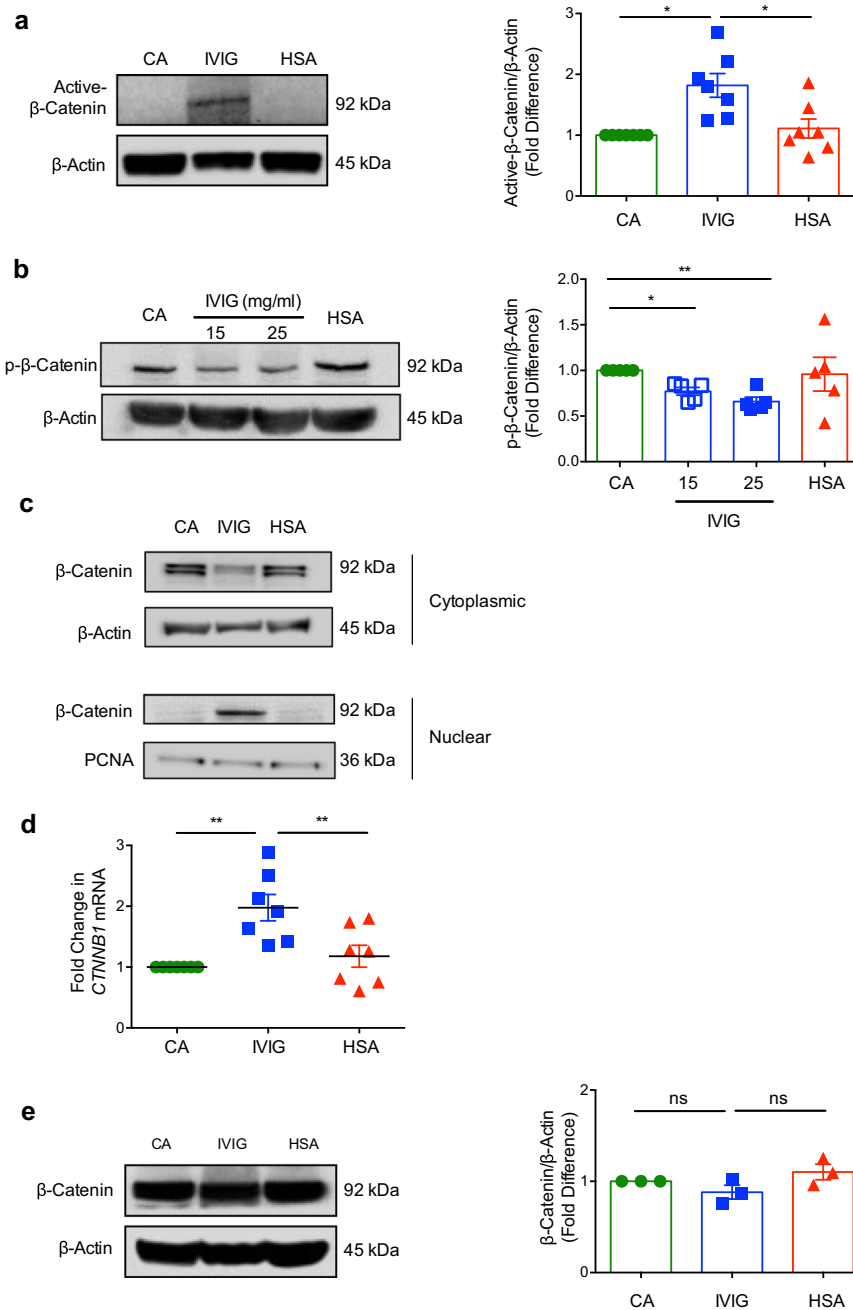 a
CA IVIG HSA
Active-
β-Catenin
92 kDa
β-Actin
45 kDa
Active-β-Catenin/β-Actin
(Fold Difference)
3
2
1
0
* *
CA IVIG HSA
b
CA
IVIG (mg/ml)
15 25
HSA
p-β-Catenin
92 kDa
β-Actin
45 kDa
p-β-Catenin/β-Actin
(Fold Difference)
2.0
1.5
1.0
0.5
0.0
**
*
CA 15 25 HSA
IVIG
c
CA IVIG HSA
β-Catenin
92 kDa
β-Actin
45 kDa
Cytoplasmic
β-Catenin
92 kDa
PCNA
36 kDa
Nuclear
d
Fold Change in
CTNNB1 mRNA
3
2
1
0
** **
CA IVIG HSA
e
CA IVIG HSA
β-Catenin
92 kDa
β-Actin
45 kDa
β-Catenin/β-Actin
(Fold Difference)
2
1
0
ns ns
CA IVIG HSA